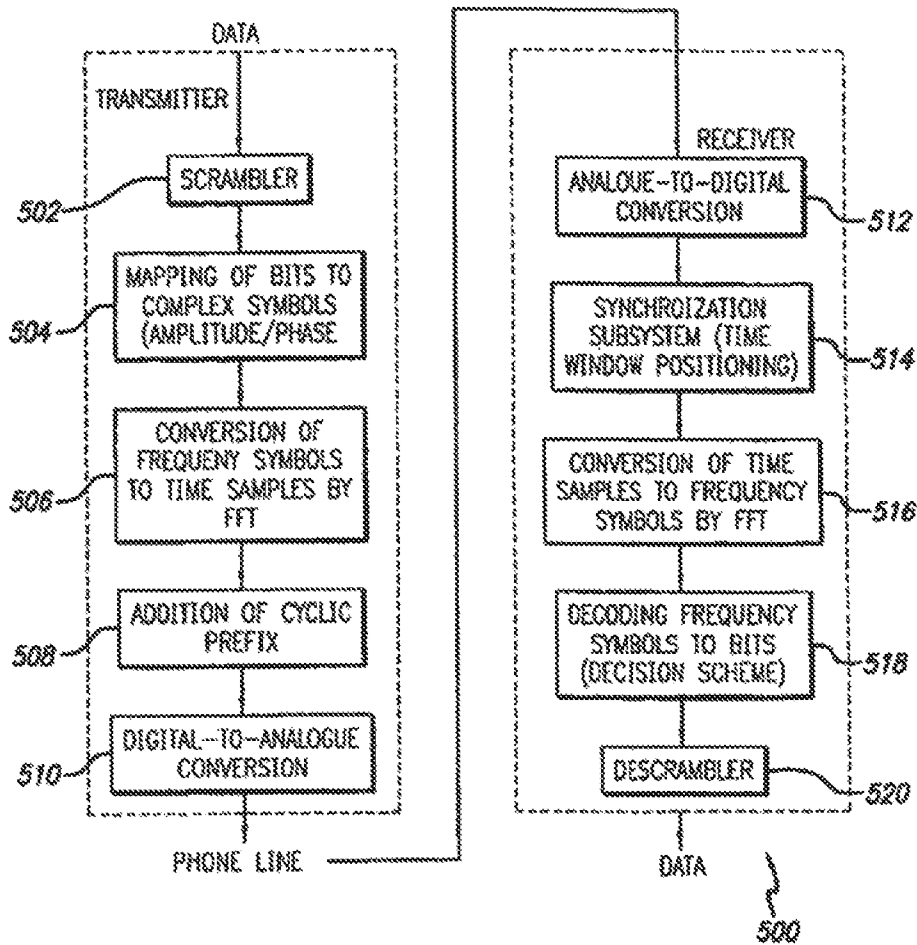 DATA
TRANSMITTER
502
SCRAMBLER
504
MAPPING OF BITS TO
COMPLEX SYMBOLS
(AMPLITUDE/PHASE
506
CONVERSION OF
FREQUENY SYMBOLS
TO TIME SAMPLES BY
FFT
508
ADDITION OF CYCLIC
PREFIX
510
DIGITAL-TO-ANALOGUE
CONVERSION
PHONE LINE
RECEIVER
ANALOUE-TO-DIGITAL
CONVERSION
512
SYNCHROIZATION
SUBSYSTEM (TIME
WINDOW POSITIONING)
514
CONVERSION OF TIME
SAMPLES TO FREQUENCY
SYMBOLS BY FFT
516
DECODING FREQUENCY
SYMBOLS TO BITS
(DECISION SCHEME)
518
DESCRAMBLER
520
DATA
500